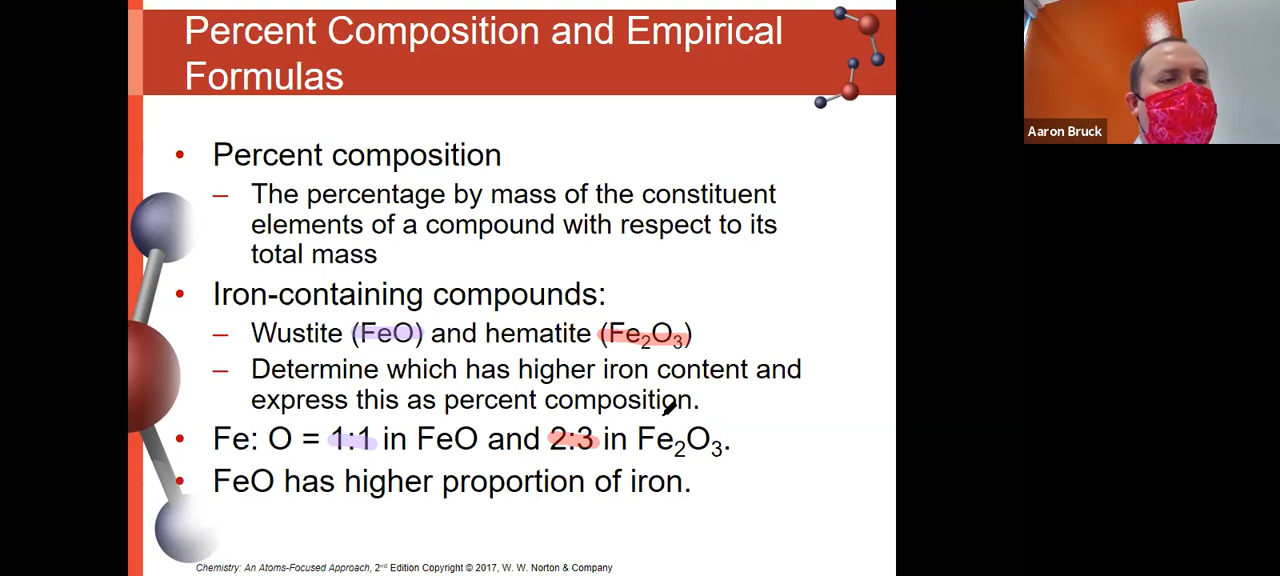 Percent Composition and Empirical
Formulas
• Percent composition
– The percentage by mass of the constituent
elements of a compound with respect to its
total mass
• Iron-containing compounds:
– Wustite (FeO) and hematite (Fe₂O₃)
– Determine which has higher iron content and
express this as percent composition.
• Fe: O = 1:1 in FeO and 2:3 in Fe₂O₃.
• FeO has higher proportion of iron.
Chemistry: An Atoms-Focused Approach, 2nd Edition Copyright © 2017, W. W. Norton & Company
Aaron Bruck